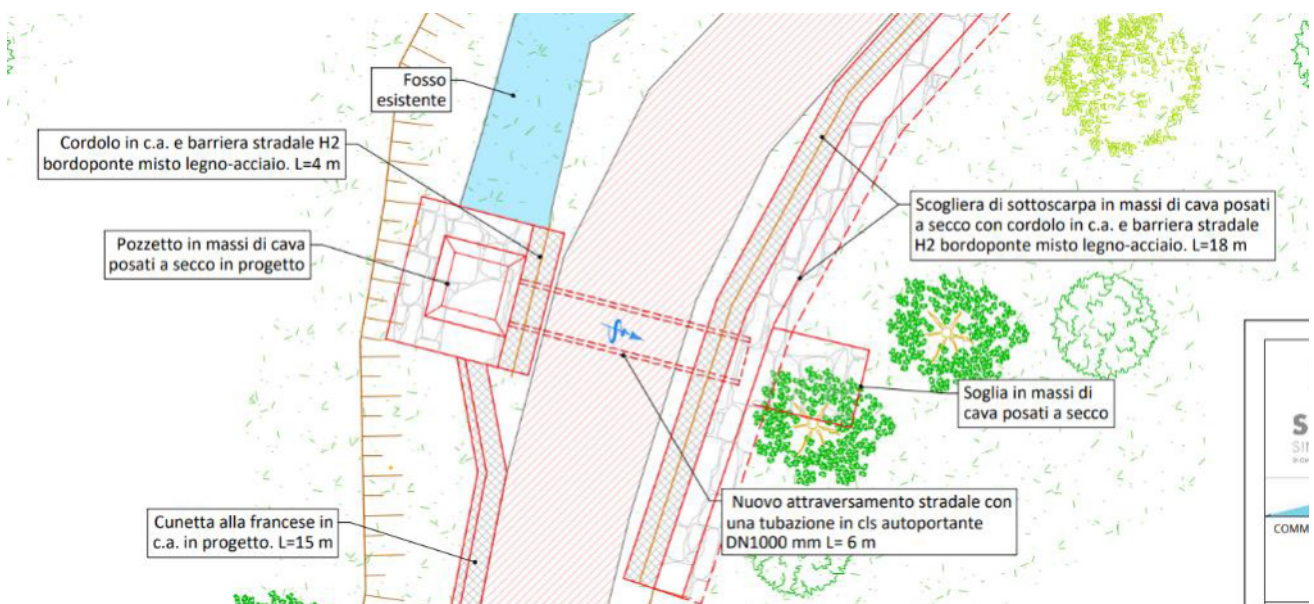 Fosso
esistente
Cordolo in c.a. e barriera stradale H2
bordoponte misto legno-acciaio. L=4 m
Pozzetto in massi di cava
posati a secco in progetto
Scogliera di sottoscarpa in massi di cava posati
a secco con cordolo in c.a. e barriera stradale
H2 bordoponte misto legno-acciaio. L=18 m
Soglia in massi di
cava posati a secco
Nuovo attraversamento stradale con
una tubazione in cls autoportante
DN1000 mm L= 6 m
Cunetta alla francese in
c.a. in progetto. L=15 m
S
SIN
COMM